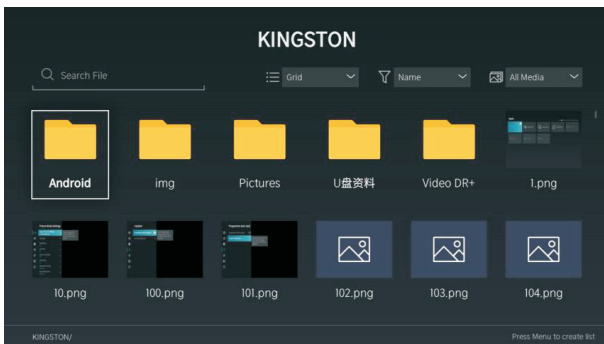 KINGSTON
Search File
Grid
Name
All Media
Android
img
Pictures
U盘资料
Video DR+
1.png
10.png
100.png
101.png
102.png
103.png
104.png
KINGSTON/
Press Menu to create list